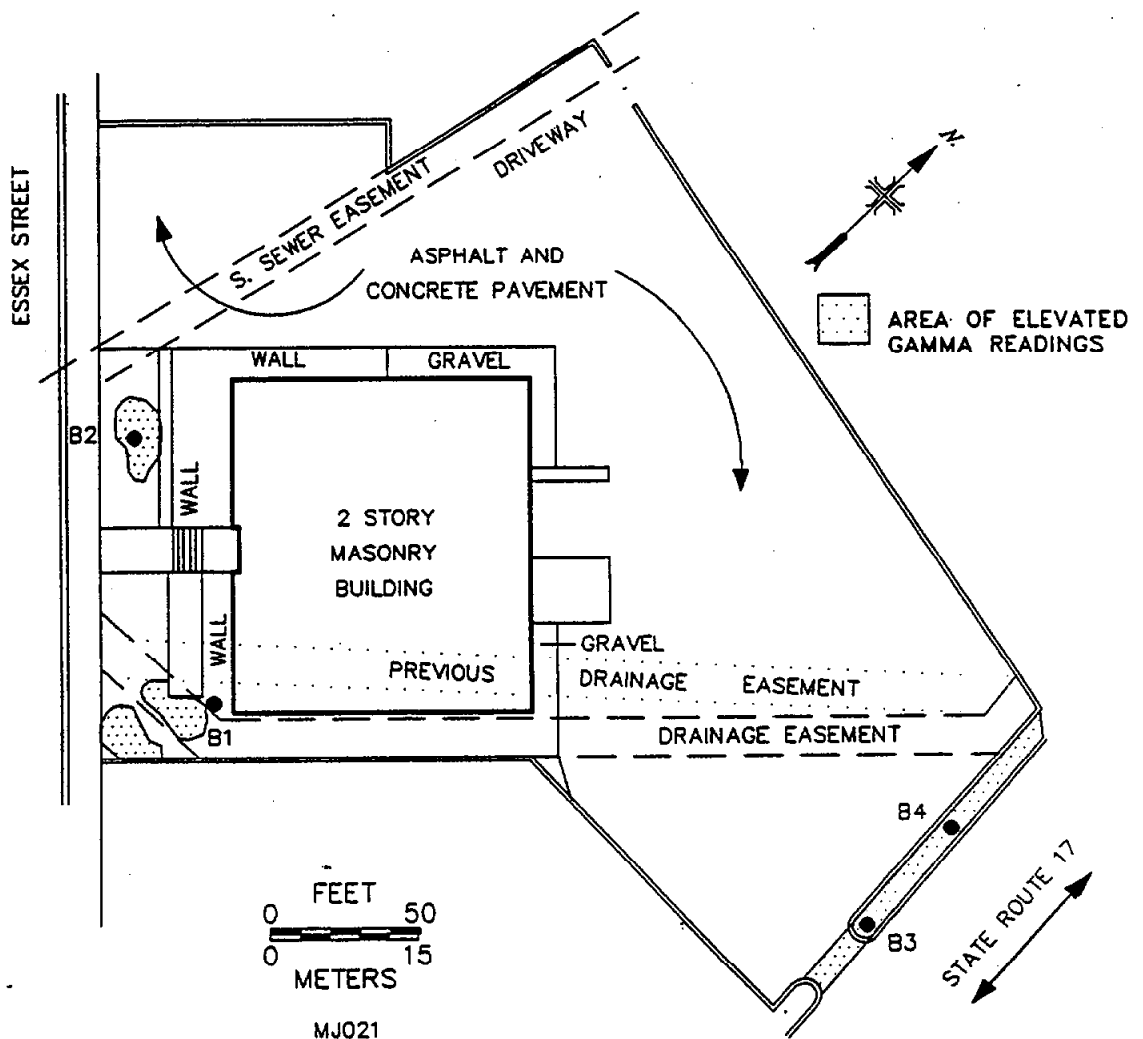 ESSEX STREET
S. SEWER EASEMENT
DRIVEWAY
N.
ASPHALT AND
CONCRETE PAVEMENT
AREA OF ELEVATED
GAMMA READINGS
WALL
GRAVEL
B2
WALL
2 STORY
MASONRY
BUILDING
WALL
GRAVEL
PREVIOUS DRAINAGE EASEMENT
B1
DRAINAGE EASEMENT
B4
B3
STATE ROUTE 17
FEET
0 50
0 15
METERS
MJ021